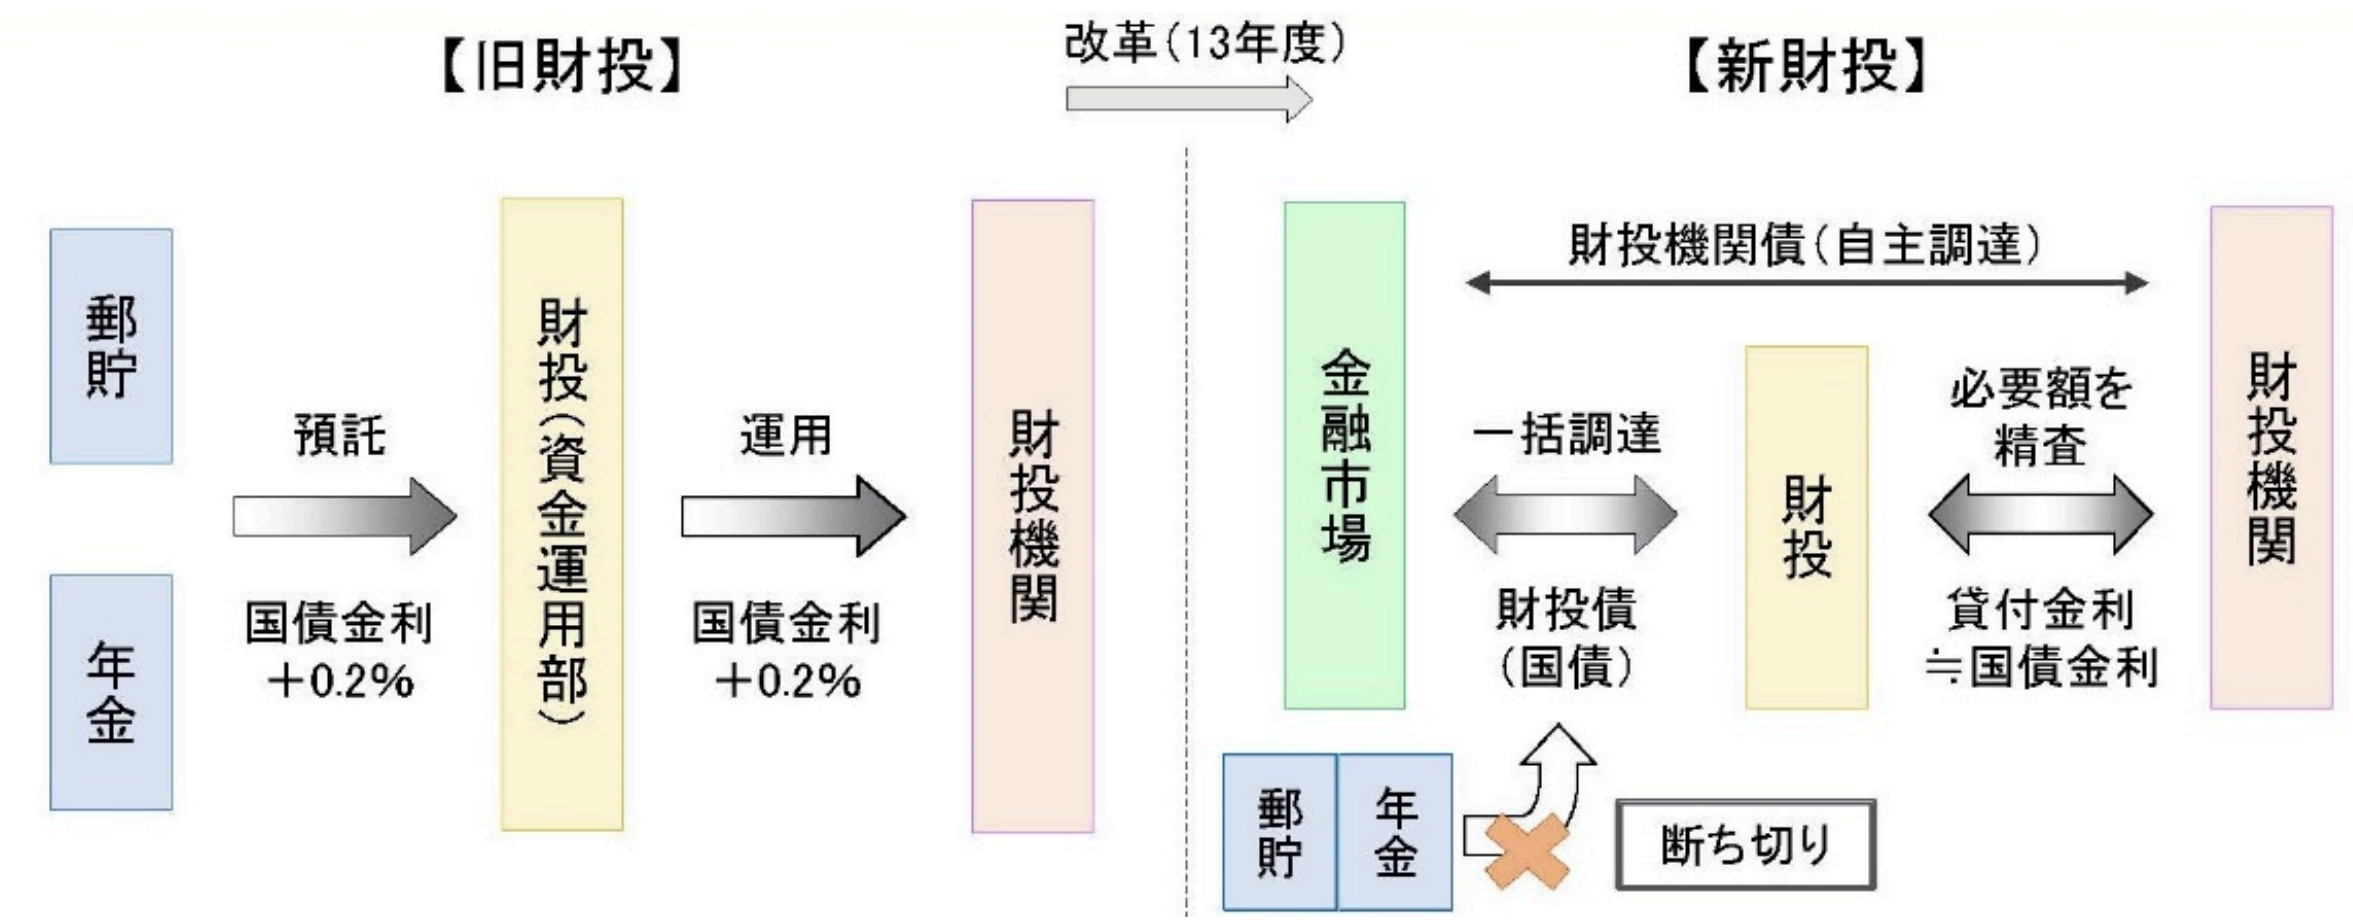 【旧財投】
改革(13年度)
【新財投】
郵貯
年金
預託
国債金利
+0.2%
財投(資金運用部)
運用
国債金利
+0.2%
財投機関
金融市場
財投機関債(自主調達)
一括調達
財投債
(国債)
財投
必要額を
精査
貸付金利
≒国債金利
財投機関
郵貯
年金
断ち切り